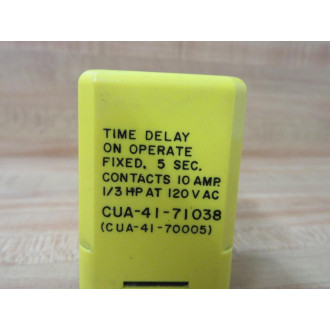 TIME DELAY
ON OPERATE
FIXED, 5 SEC.
CONTACTS 10 AMP.
1/3 HP AT 120 V AC
CUA-41-71038
(CUA-41-70005)